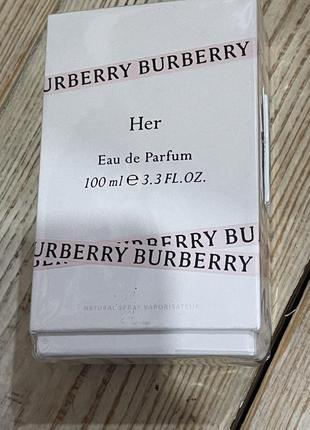 URBERRY BURBERRY
Her
Eau de Parfum
100 ml ℮ 3.3 FL.OZ.
URBERRY BU
URBERRY BURBERRY
NATURAL SPRAY VAPORISATEUR